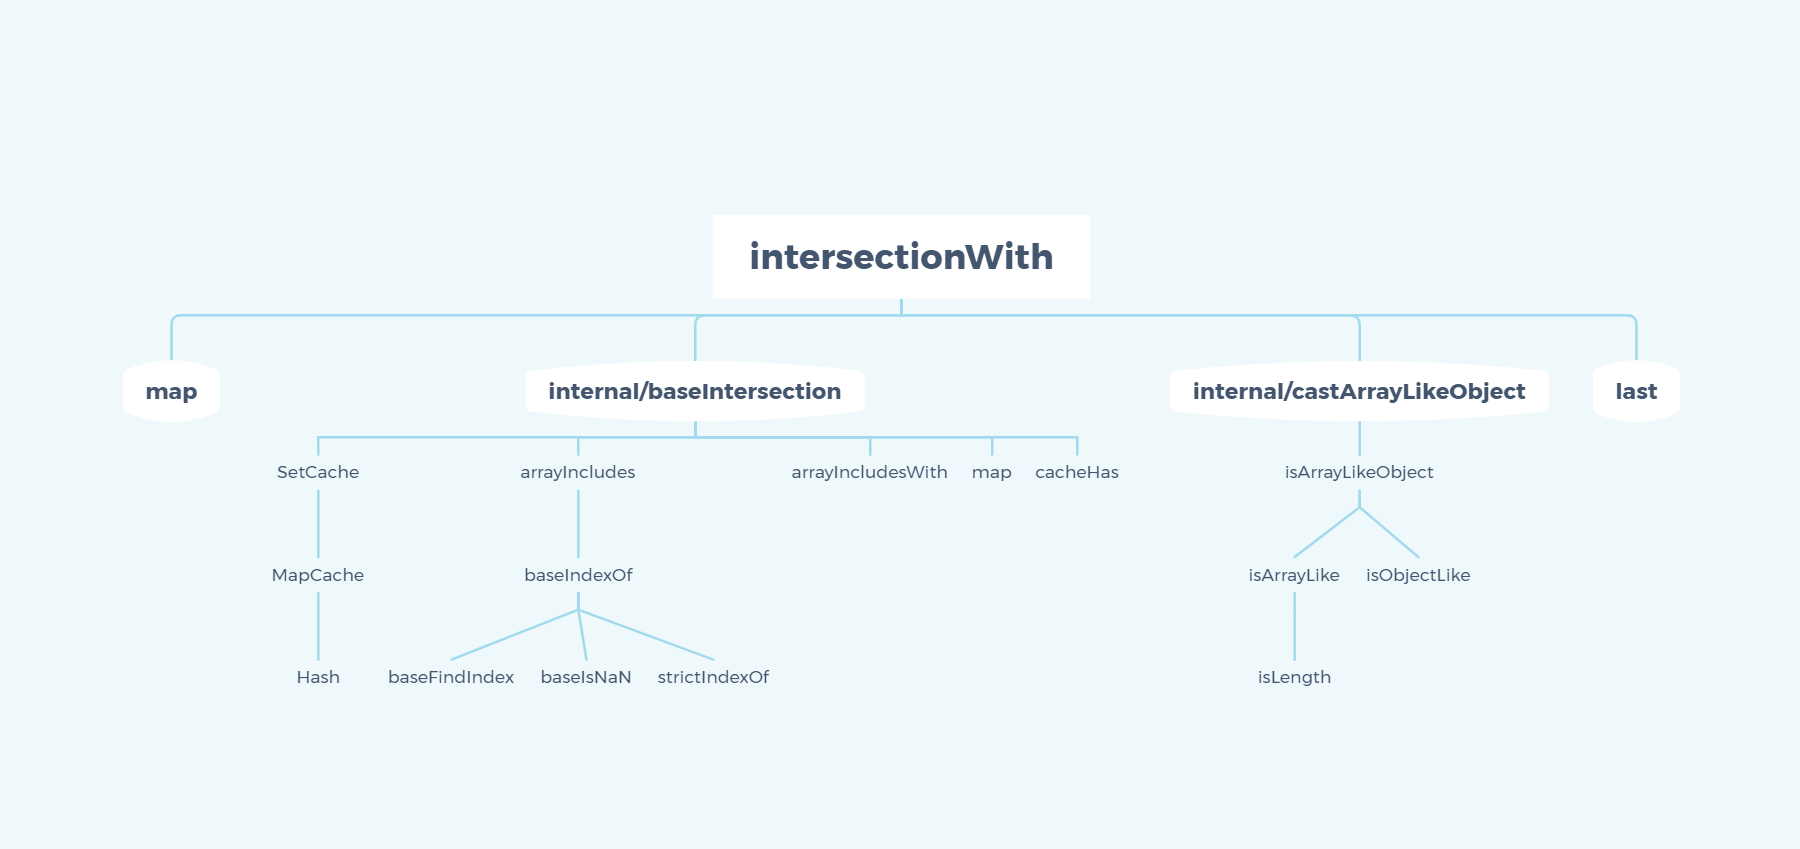 intersectionWith
map
internal/baseIntersection
internal/castArrayLikeObject
last
SetCache
arrayIncludes
arrayIncludesWith
map
cacheHas
isArrayLikeObject
MapCache
baseIndexOf
isArrayLike
isObjectLike
Hash
baseFindIndex
baseIsNaN
strictIndexOf
isLength